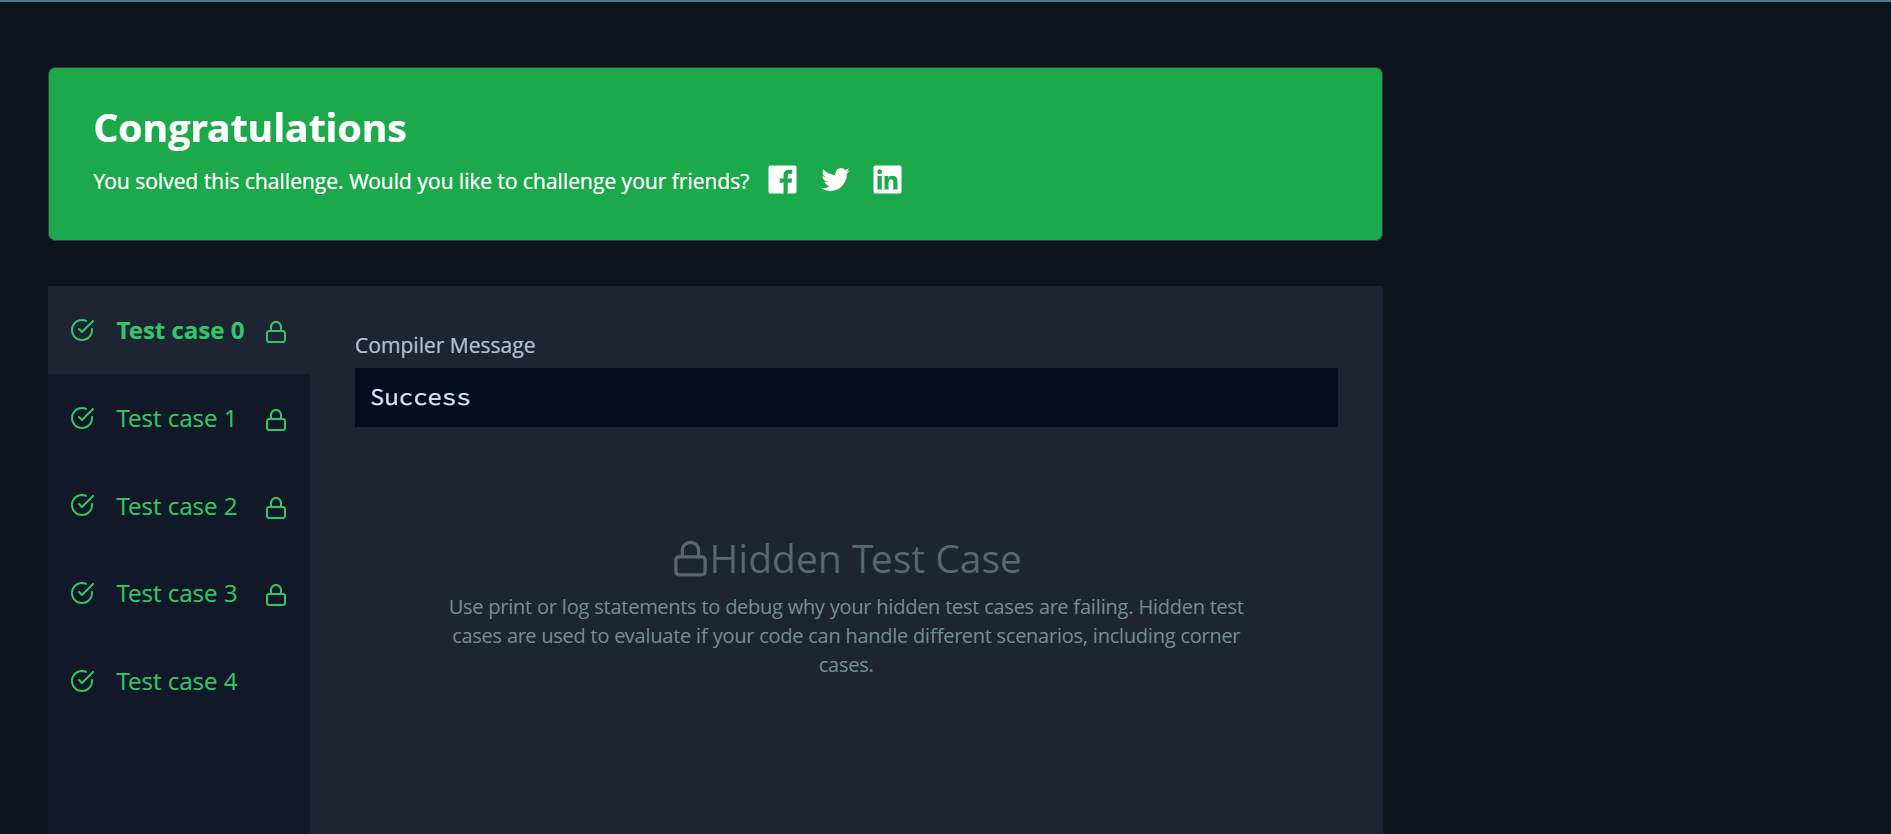 Congratulations
You solved this challenge. Would you like to challenge your friends?
Test case 0
Test case 1
Test case 2
Test case 3
Test case 4
Compiler Message
Success
Hidden Test Case
Use print or log statements to debug why your hidden test cases are failing. Hidden test
cases are used to evaluate if your code can handle different scenarios, including corner
cases.